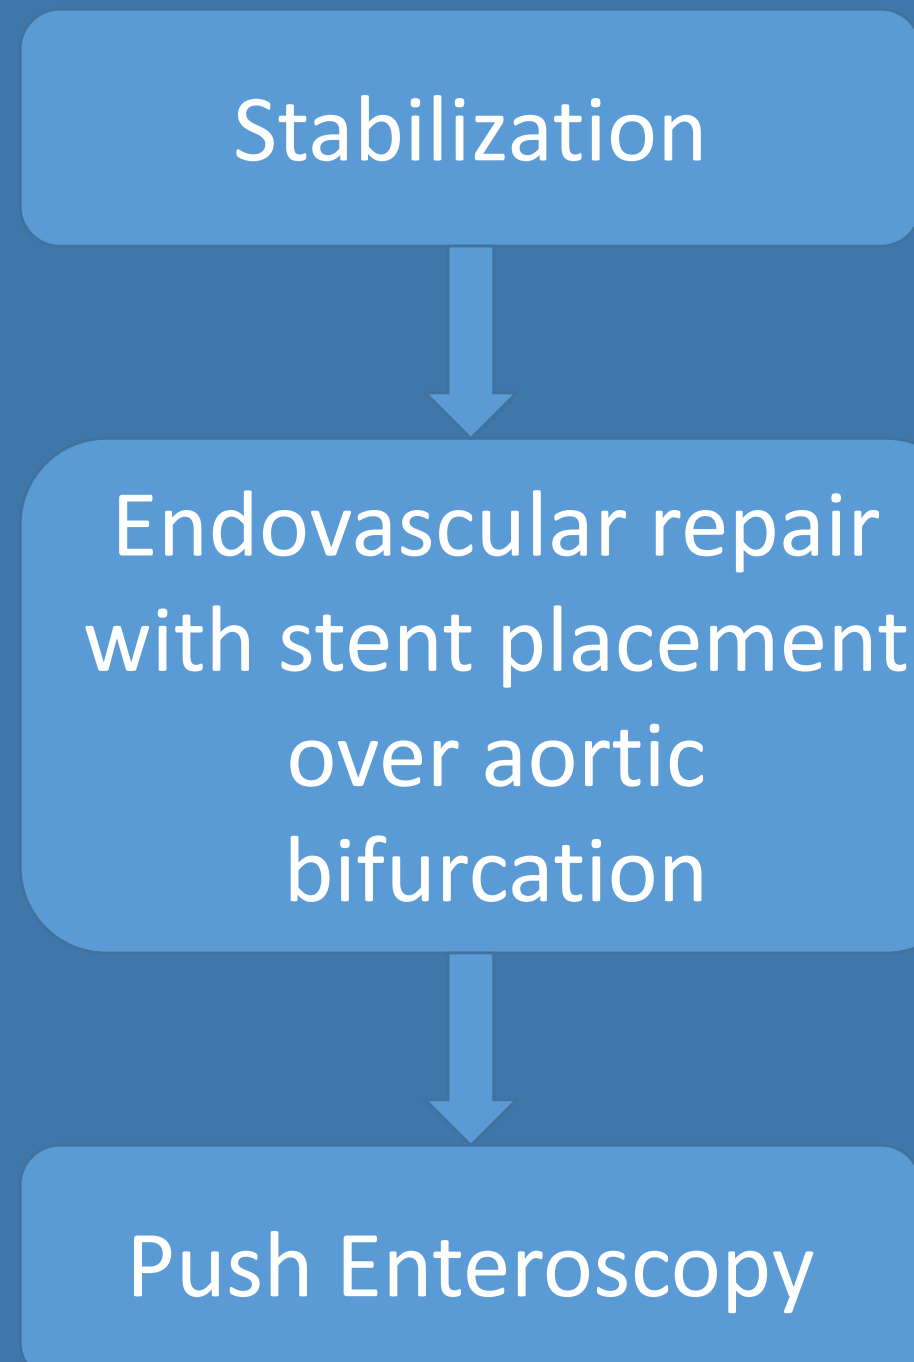 Stabilization
Endovascular repair
with stent placement
over aortic
bifurcation
Push Enteroscopy